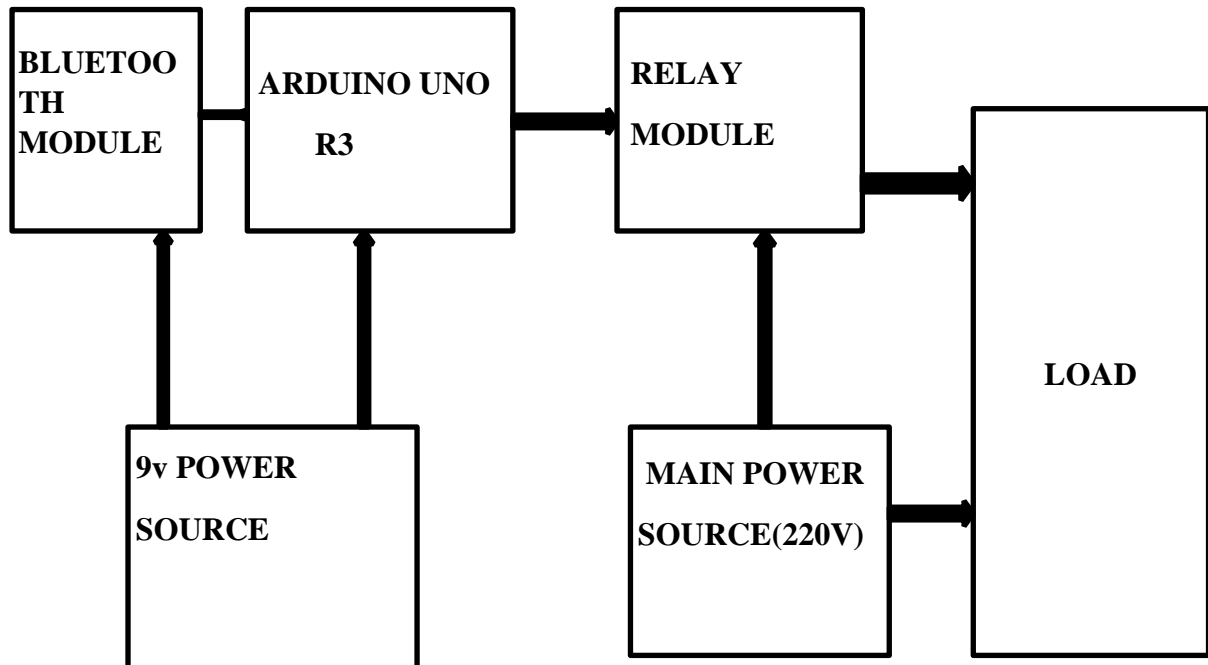 BLUETOO
TH
MODULE
ARDUINO UNO
R3
RELAY
MODULE
LOAD
9v POWER
SOURCE
MAIN POWER
SOURCE(220V)